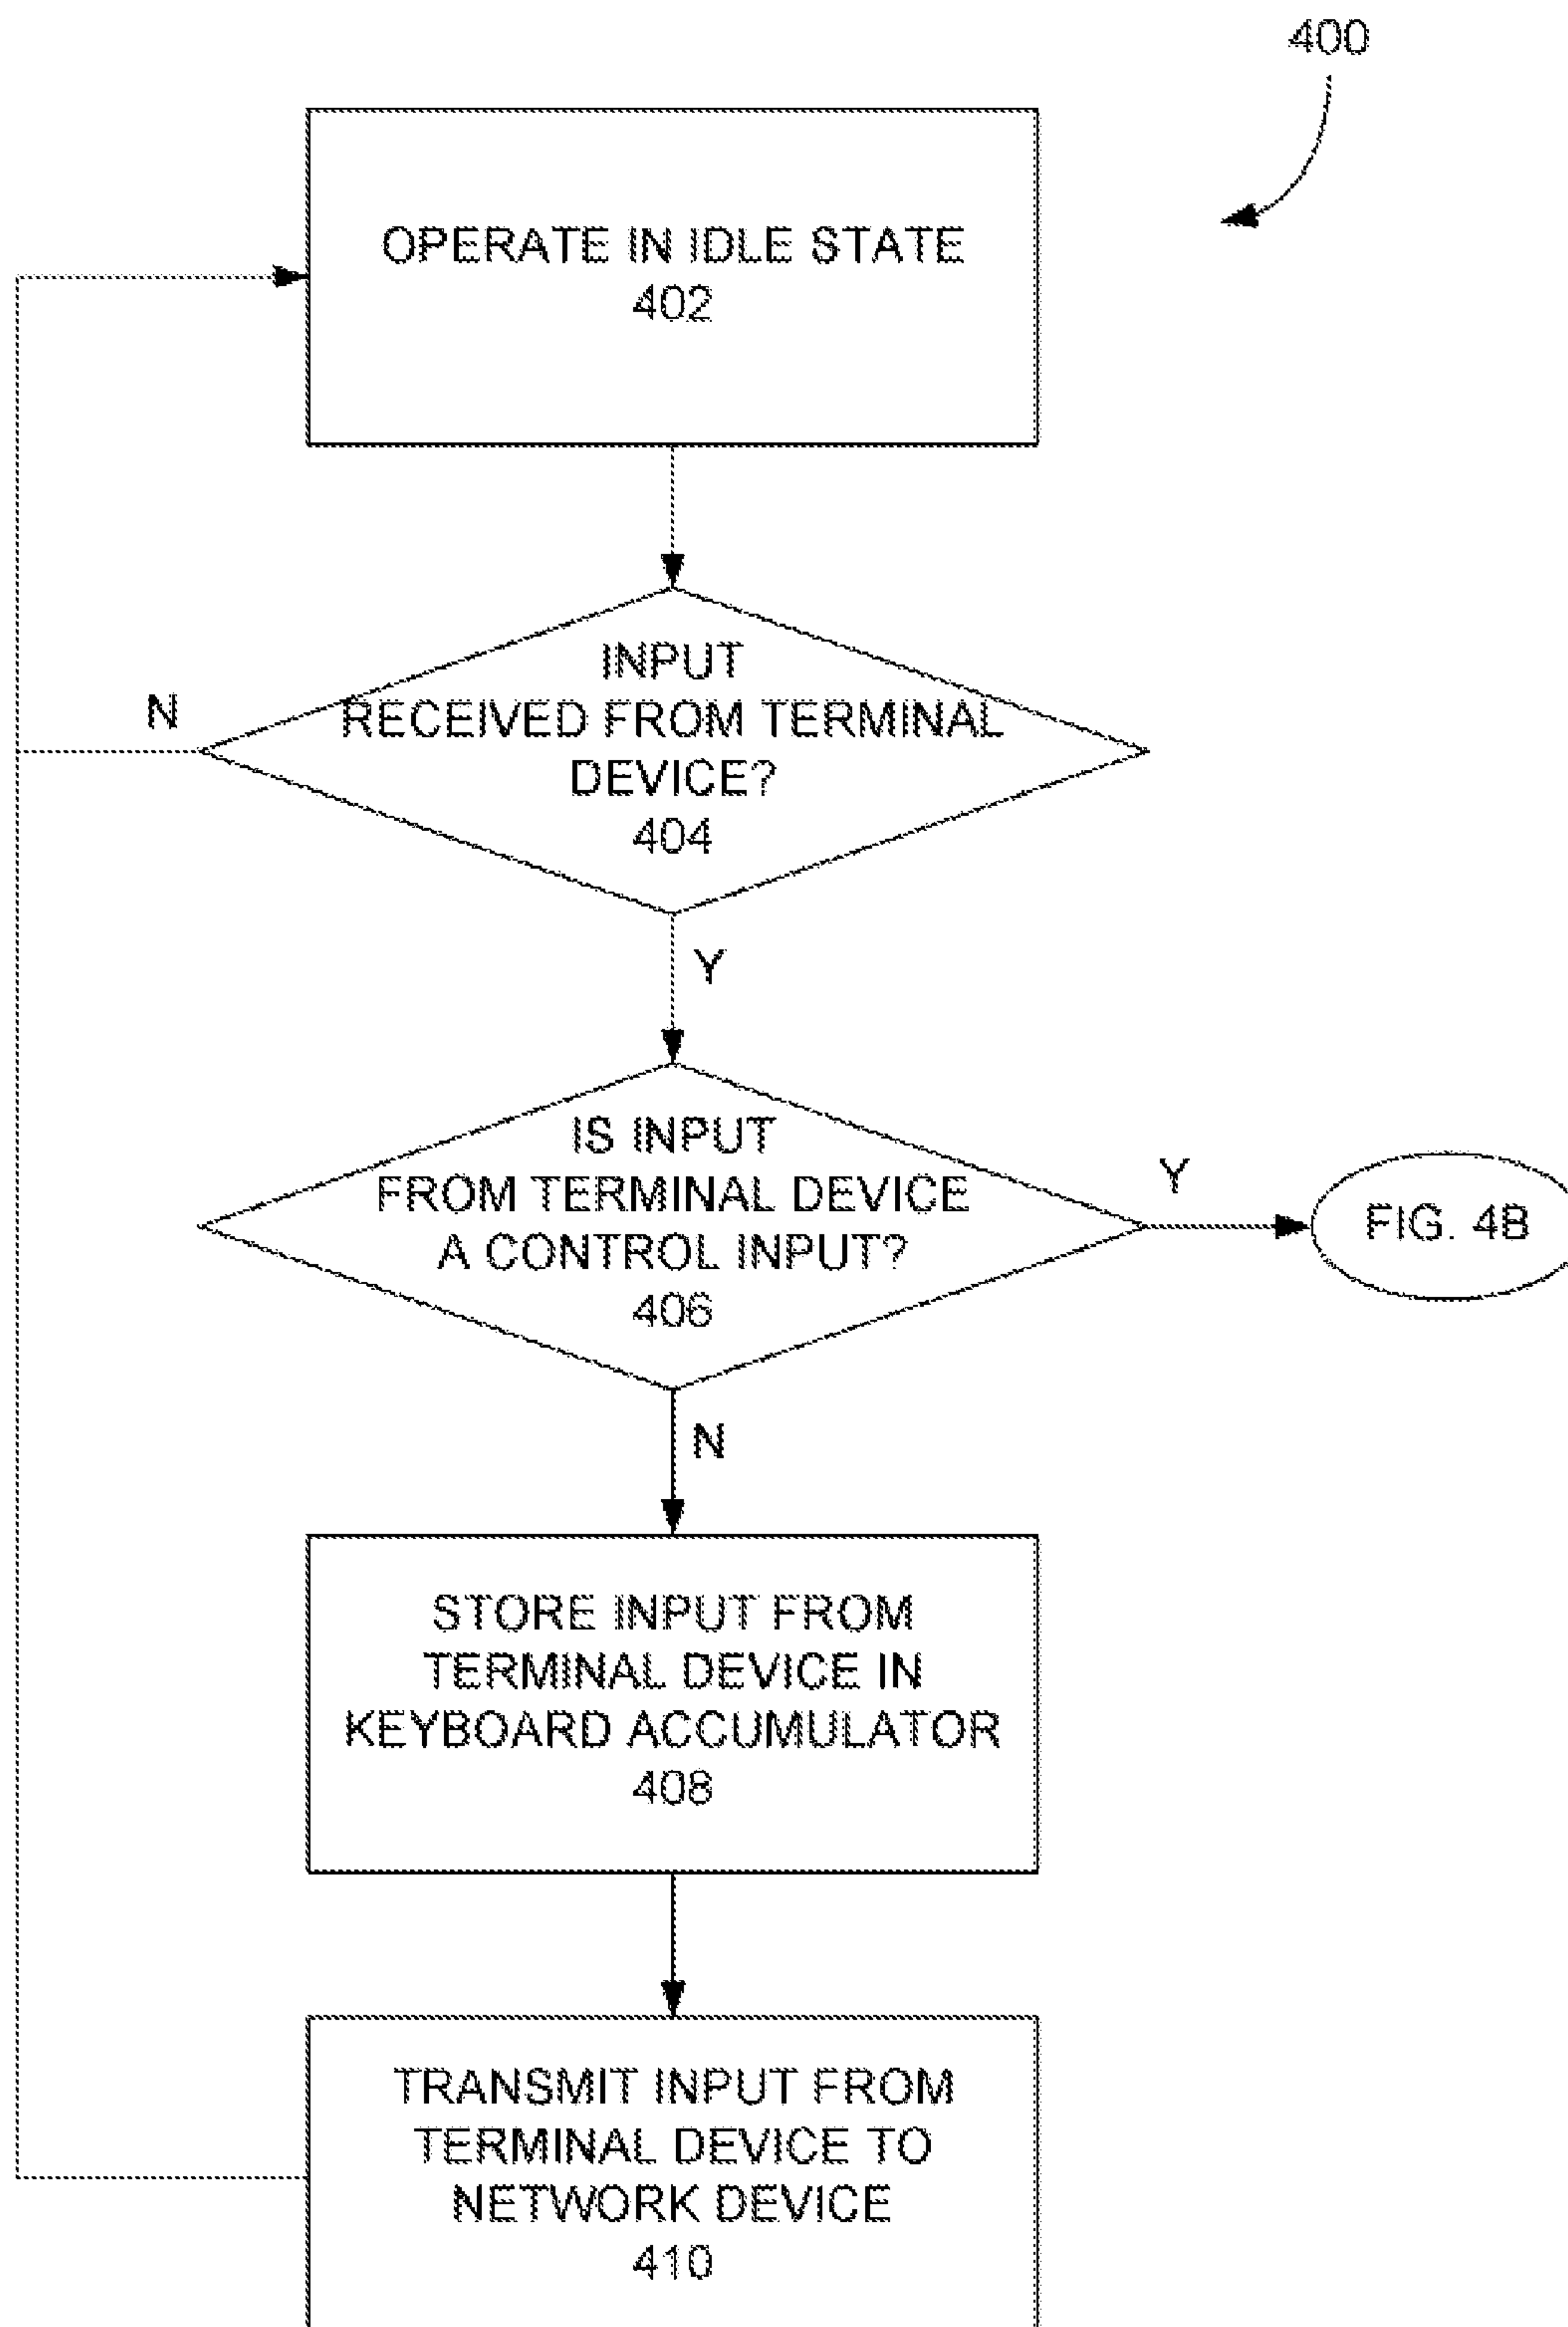 400
OPERATE IN IDLE STATE
402
INPUT
RECEIVED FROM TERMINAL
DEVICE?
404
N
Y
IS INPUT
FROM TERMINAL DEVICE
A CONTROL INPUT?
406
Y
FIG. 4B
N
STORE INPUT FROM
TERMINAL DEVICE IN
KEYBOARD ACCUMULATOR
408
TRANSMIT INPUT FROM
TERMINAL DEVICE TO
NETWORK DEVICE
410